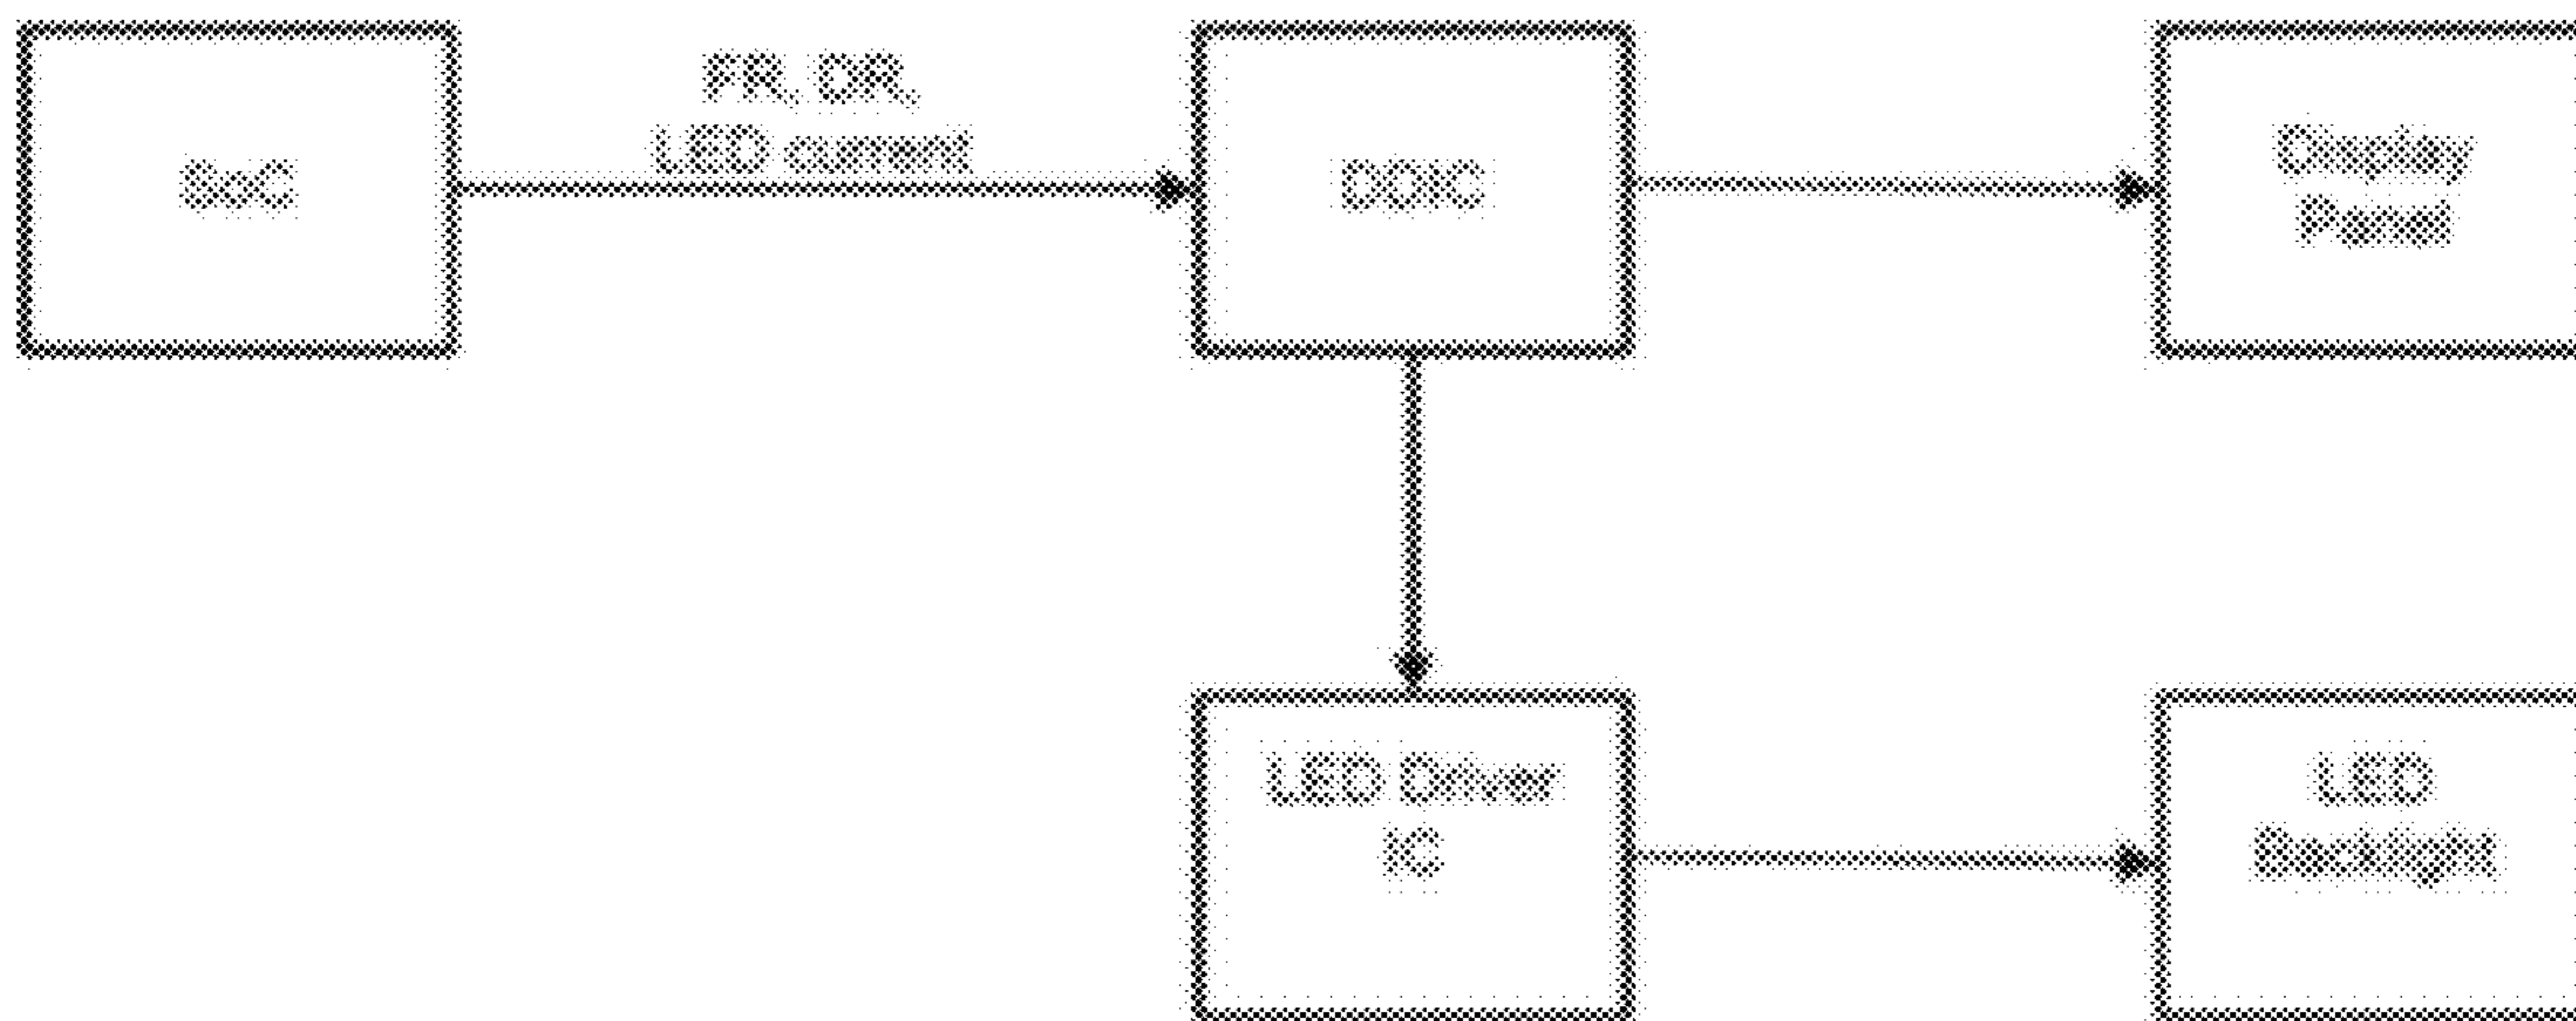 SoC
FR, DR,
LED current
DDIC
Display
Panel
LED Driver
IC
LED
Backlight